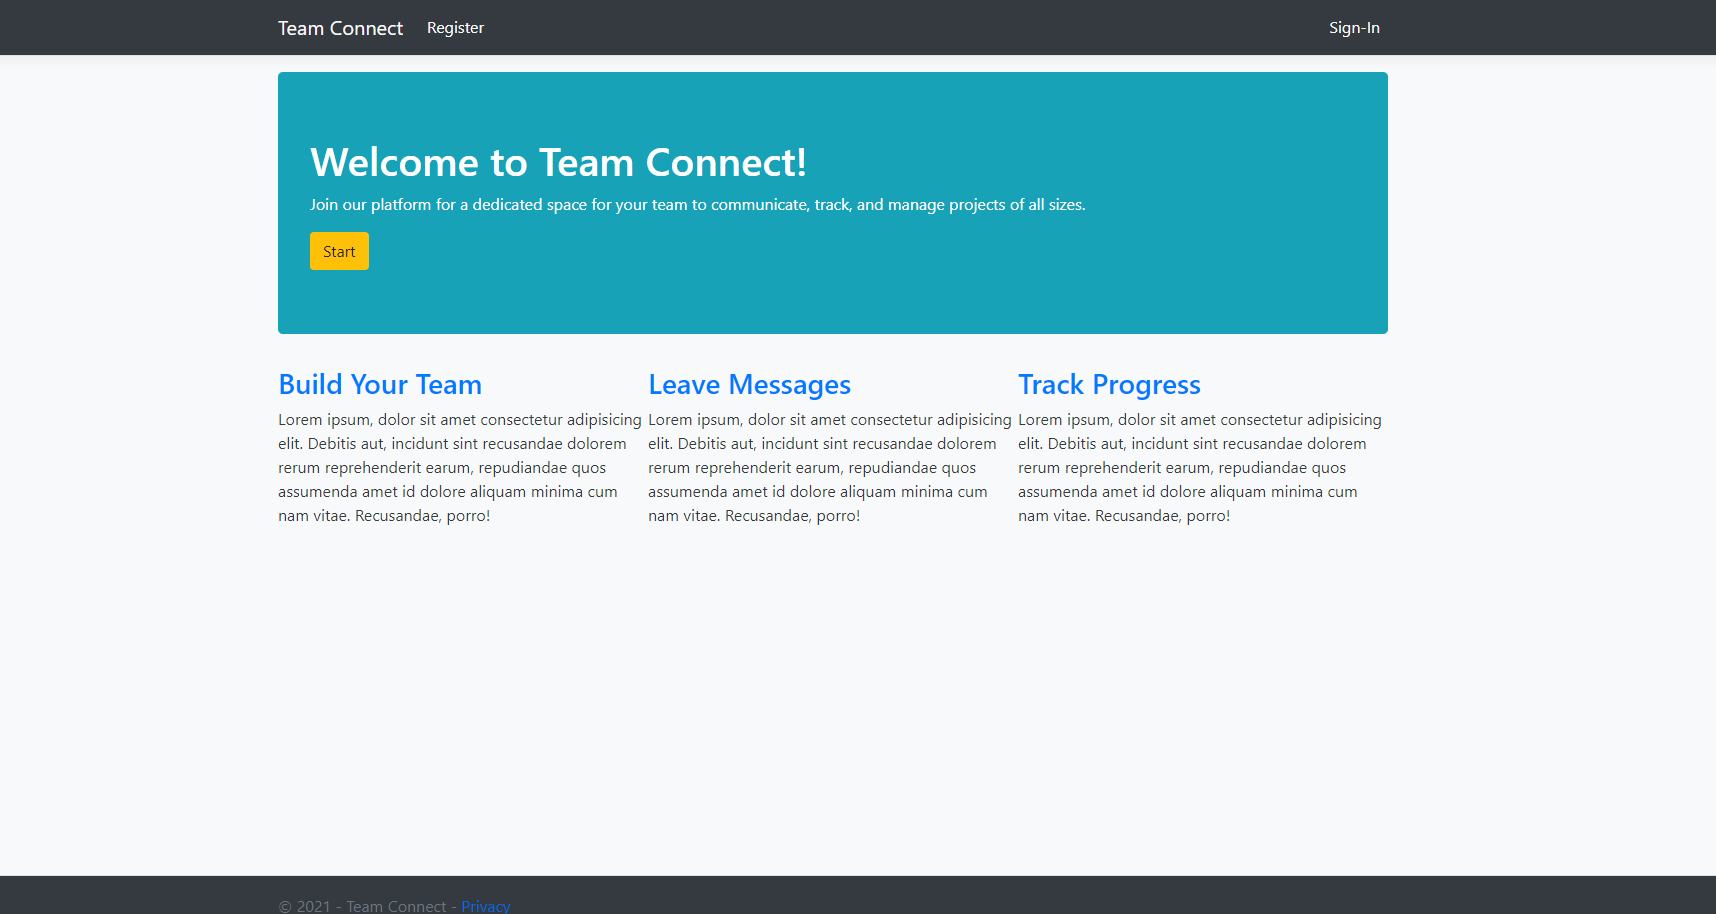 Team Connect Register Sign-In
Welcome to Team Connect!
Join our platform for a dedicated space for your team to communicate, track, and manage projects of all sizes.
Start
Build Your Team
Lorem ipsum, dolor sit amet consectetur adipisicing
elit. Debitis aut, incidunt sint recusandae dolorem
rerum reprehenderit earum, repudiandae quos
assumenda amet id dolore aliquam minima cum
nam vitae. Recusandae, porro!
Leave Messages
Lorem ipsum, dolor sit amet consectetur adipisicing
elit. Debitis aut, incidunt sint recusandae dolorem
rerum reprehenderit earum, repudiandae quos
assumenda amet id dolore aliquam minima cum
nam vitae. Recusandae, porro!
Track Progress
Lorem ipsum, dolor sit amet consectetur adipisicing
elit. Debitis aut, incidunt sint recusandae dolorem
rerum reprehenderit earum, repudiandae quos
assumenda amet id dolore aliquam minima cum
nam vitae. Recusandae, porro!
© 2021 - Team Connect - Privacy